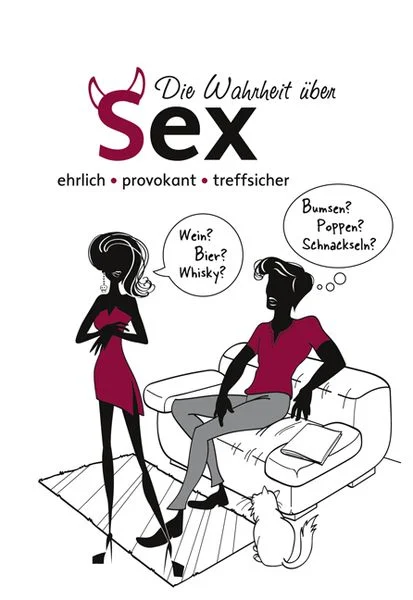 Die Wahrheit über
Sex
ehrlich • provokant • treffsicher
Wein?
Bier?
Whisky?
Bumsen?
Poppen?
Schnackseln?